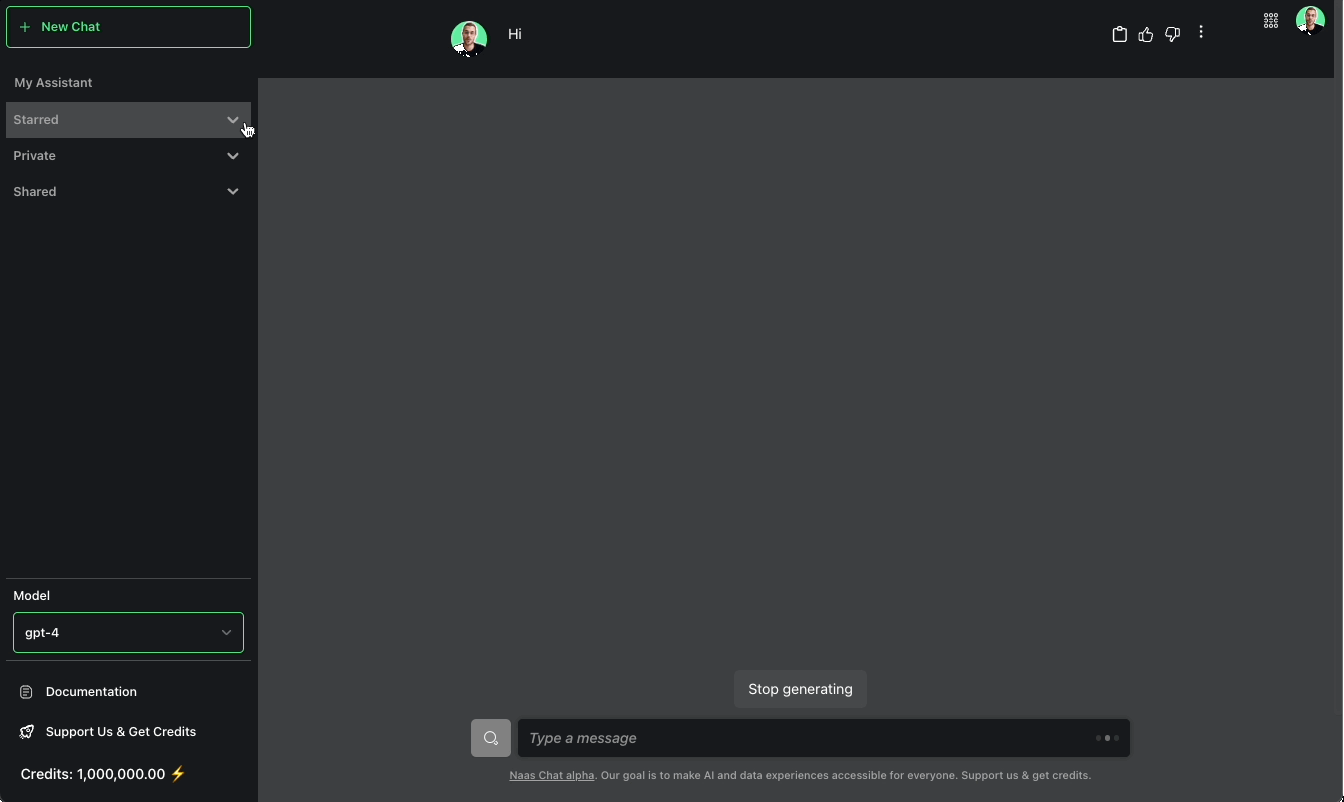 New Chat
Hi
My Assistant
Starred
Private
Shared
Model
gpt-4
Documentation
Support Us & Get Credits
Credits: 1,000,000.00 ⚡
Stop generating
Type a message
Naas Chat alpha. Our goal is to make AI and data experiences accessible for everyone. Support us & get credits.